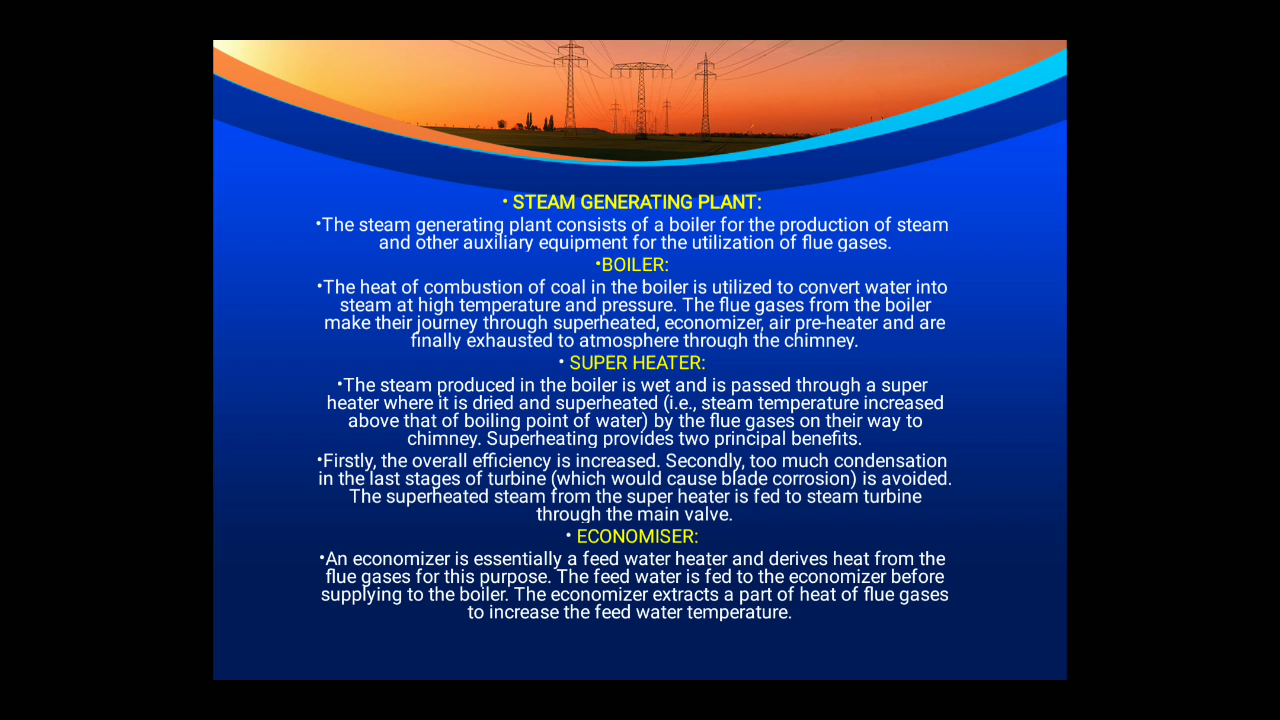 • STEAM GENERATING PLANT:
•The steam generating plant consists of a boiler for the production of steam
and other auxiliary equipment for the utilization of flue gases.
•BOILER:
•The heat of combustion of coal in the boiler is utilized to convert water into
steam at high temperature and pressure. The flue gases from the boiler
make their journey through superheated, economizer, air pre-heater and are
finally exhausted to atmosphere through the chimney.
• SUPER HEATER:
•The steam produced in the boiler is wet and is passed through a super
heater where it is dried and superheated (i.e., steam temperature increased
above that of boiling point of water) by the flue gases on their way to
chimney. Superheating provides two principal benefits.
•Firstly, the overall efficiency is increased. Secondly, too much condensation
in the last stages of turbine (which would cause blade corrosion) is avoided.
The superheated steam from the super heater is fed to steam turbine
through the main valve.
• ECONOMISER:
•An economizer is essentially a feed water heater and derives heat from the
flue gases for this purpose. The feed water is fed to the economizer before
supplying to the boiler. The economizer extracts a part of heat of flue gases
to increase the feed water temperature.